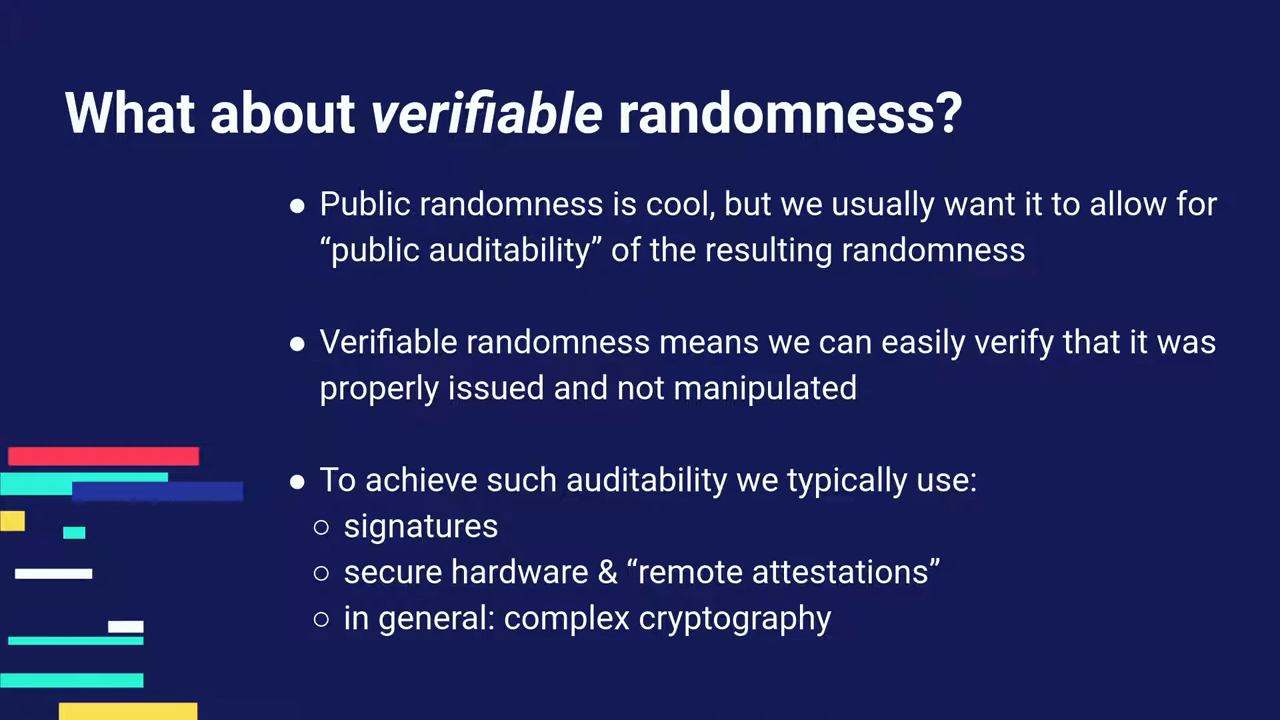 What about verifiable randomness?
● Public randomness is cool, but we usually want it to allow for
“public auditability” of the resulting randomness
● Verifiable randomness means we can easily verify that it was
properly issued and not manipulated
● To achieve such auditability we typically use:
○ signatures
○ secure hardware & “remote attestations”
○ in general: complex cryptography